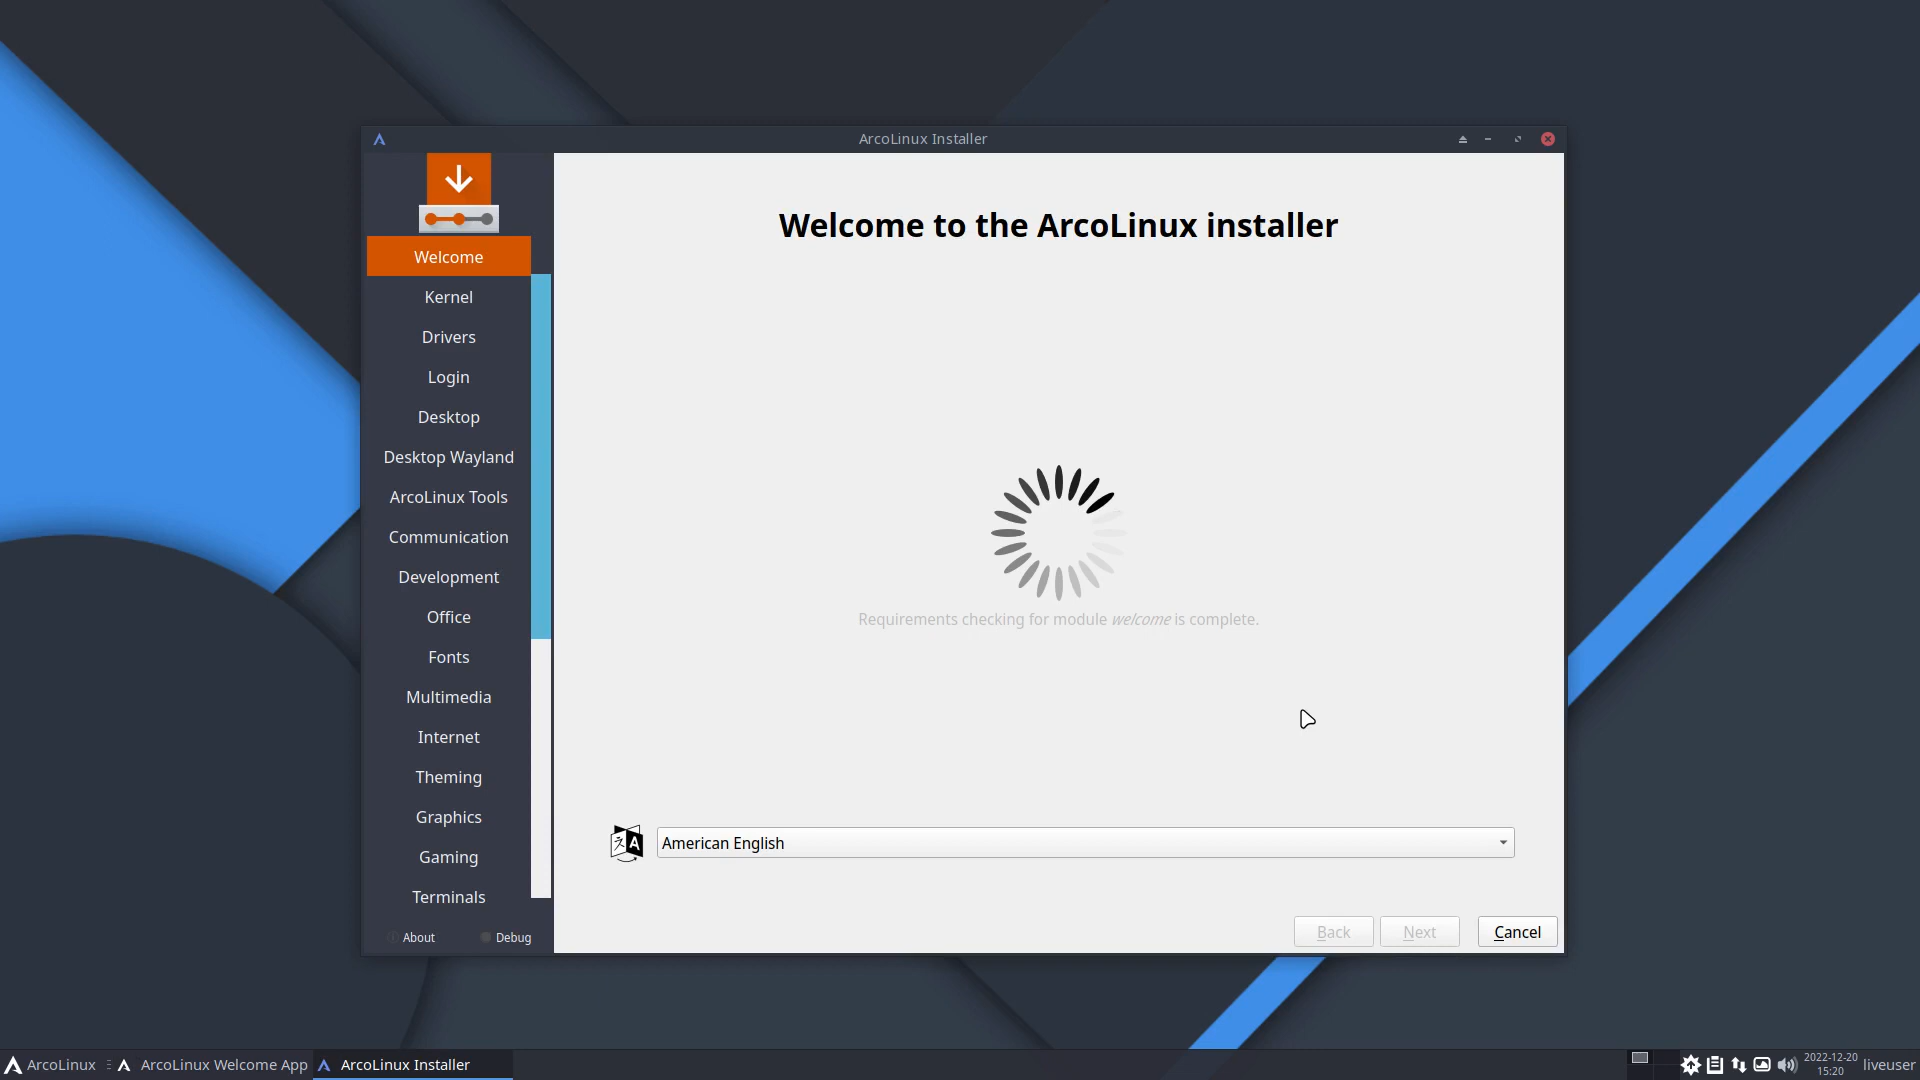 ArcoLinux Installer
Welcome to the ArcoLinux installer
Welcome
Kernel
Drivers
Login
Desktop
Desktop Wayland
ArcoLinux Tools
Communication
Development
Office
Fonts
Multimedia
Internet
Theming
Graphics
Gaming
Terminals
About
Debug
Requirements checking for module welcome is complete.
American English
Back
Next
Cancel
ArcoLinux
ArcoLinux Welcome App
ArcoLinux Installer
2022-12-20
15:20
liveuser